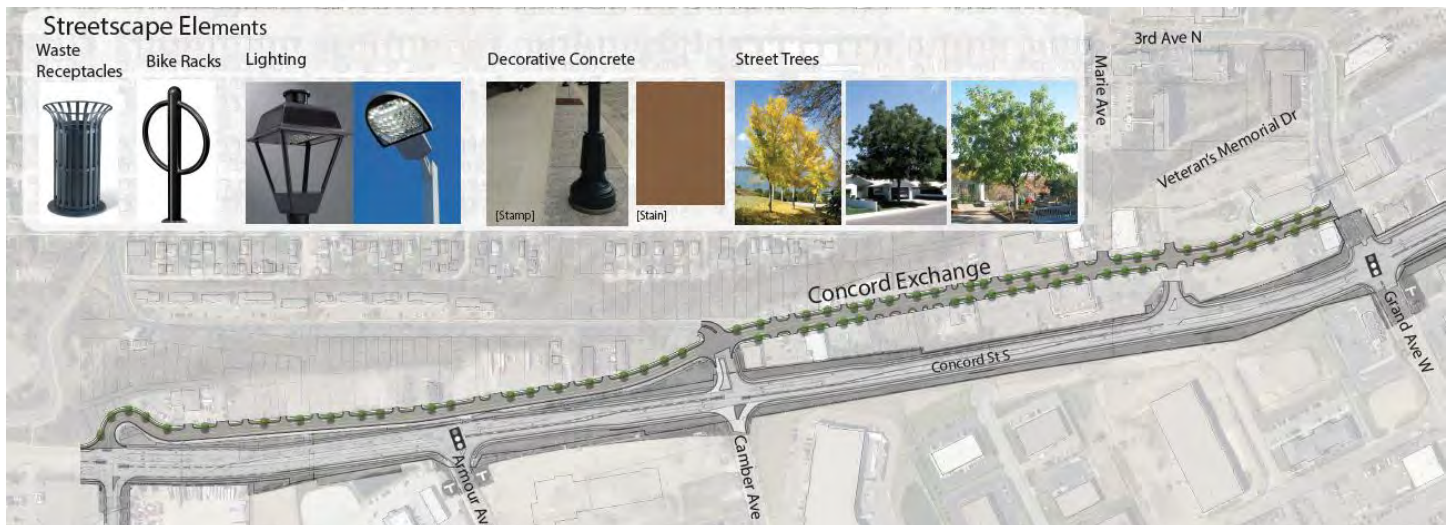 Streetscape Elements
Waste
Receptacles
Bike Racks
Lighting
Decorative Concrete
Street Trees
[Stamp]
[Stain]
3rd Ave N
Marie Ave
Veteran's Memorial Dr
Concord Exchange
Concord St S
Grand Ave W
Armour Av
Camber Ave